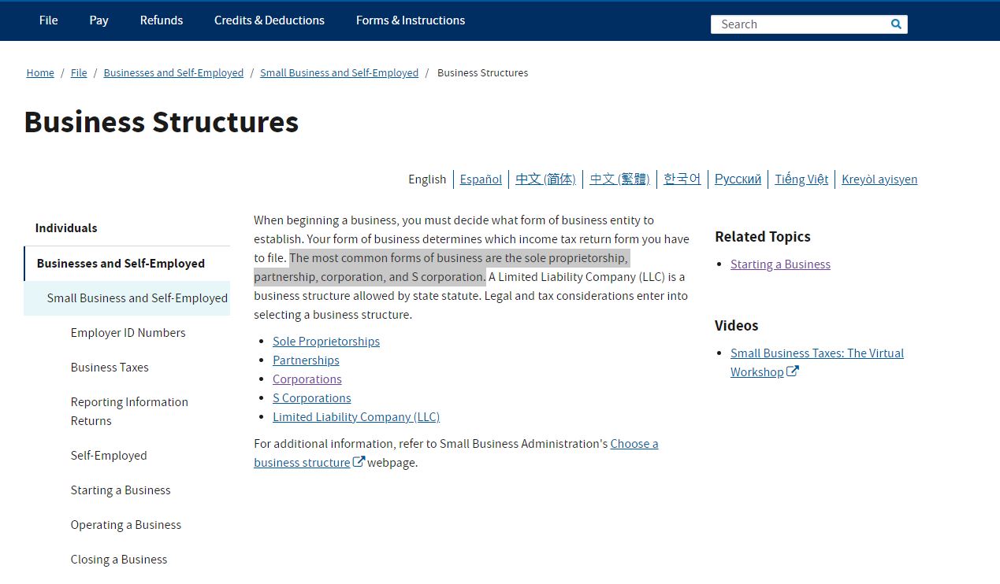 File Pay Refunds Credits & Deductions Forms & Instructions Search
Home / File / Businesses and Self-Employed / Small Business and Self-Employed / Business Structures
Business Structures
English Español 中文 (简体) 中文 (繁體) 한국어 Русский Tiếng Việt Kreyòl ayisyen
Individuals
Businesses and Self-Employed
Small Business and Self-Employed
Employer ID Numbers
Business Taxes
Reporting Information
Returns
Self-Employed
Starting a Business
Operating a Business
Closing a Business
When beginning a business, you must decide what form of business entity to
establish. Your form of business determines which income tax return form you have
to file. The most common forms of business are the sole proprietorship,
partnership, corporation, and S corporation. A Limited Liability Company (LLC) is a
business structure allowed by state statute. Legal and tax considerations enter into
selecting a business structure.
Sole Proprietorships
Partnerships
Corporations
S Corporations
Limited Liability Company (LLC)
For additional information, refer to Small Business Administration's Choose a
business structure webpage.
Related Topics
Starting a Business
Videos
Small Business Taxes: The Virtual
Workshop